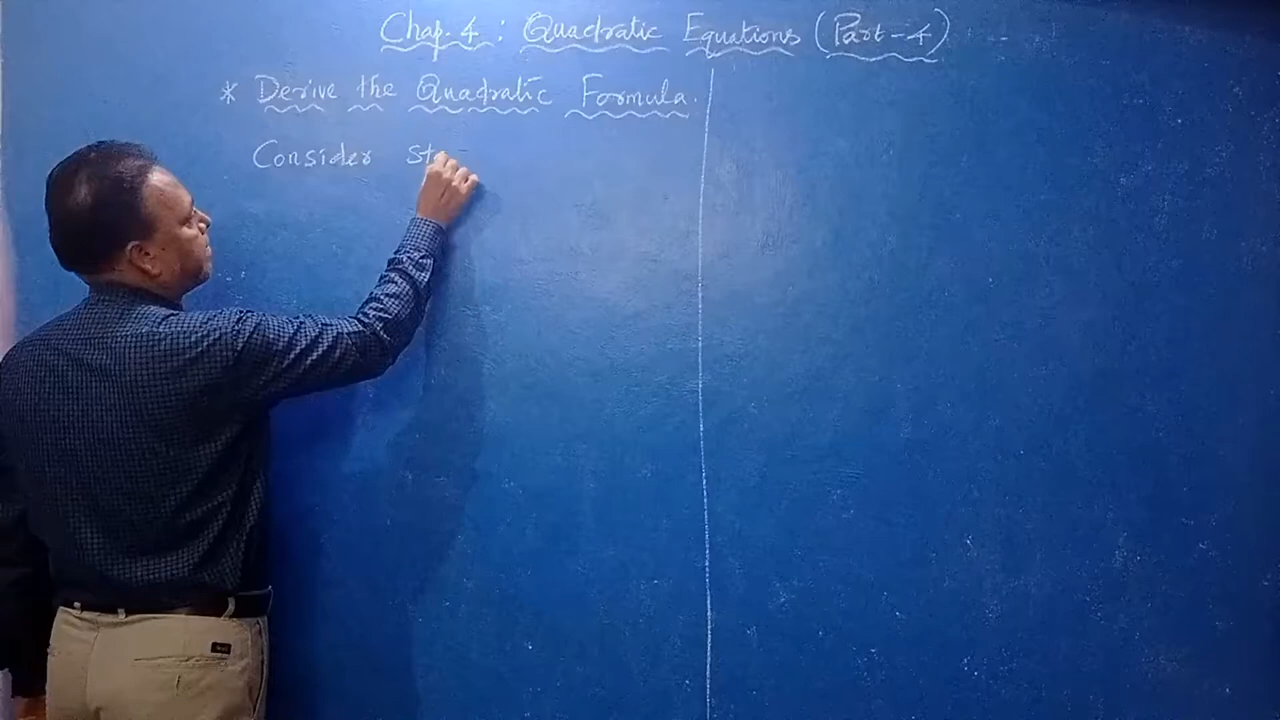 Chap. 4 : Quadratic Equations (Part-4)
* Derive the Quadratic Formula.
Consider St